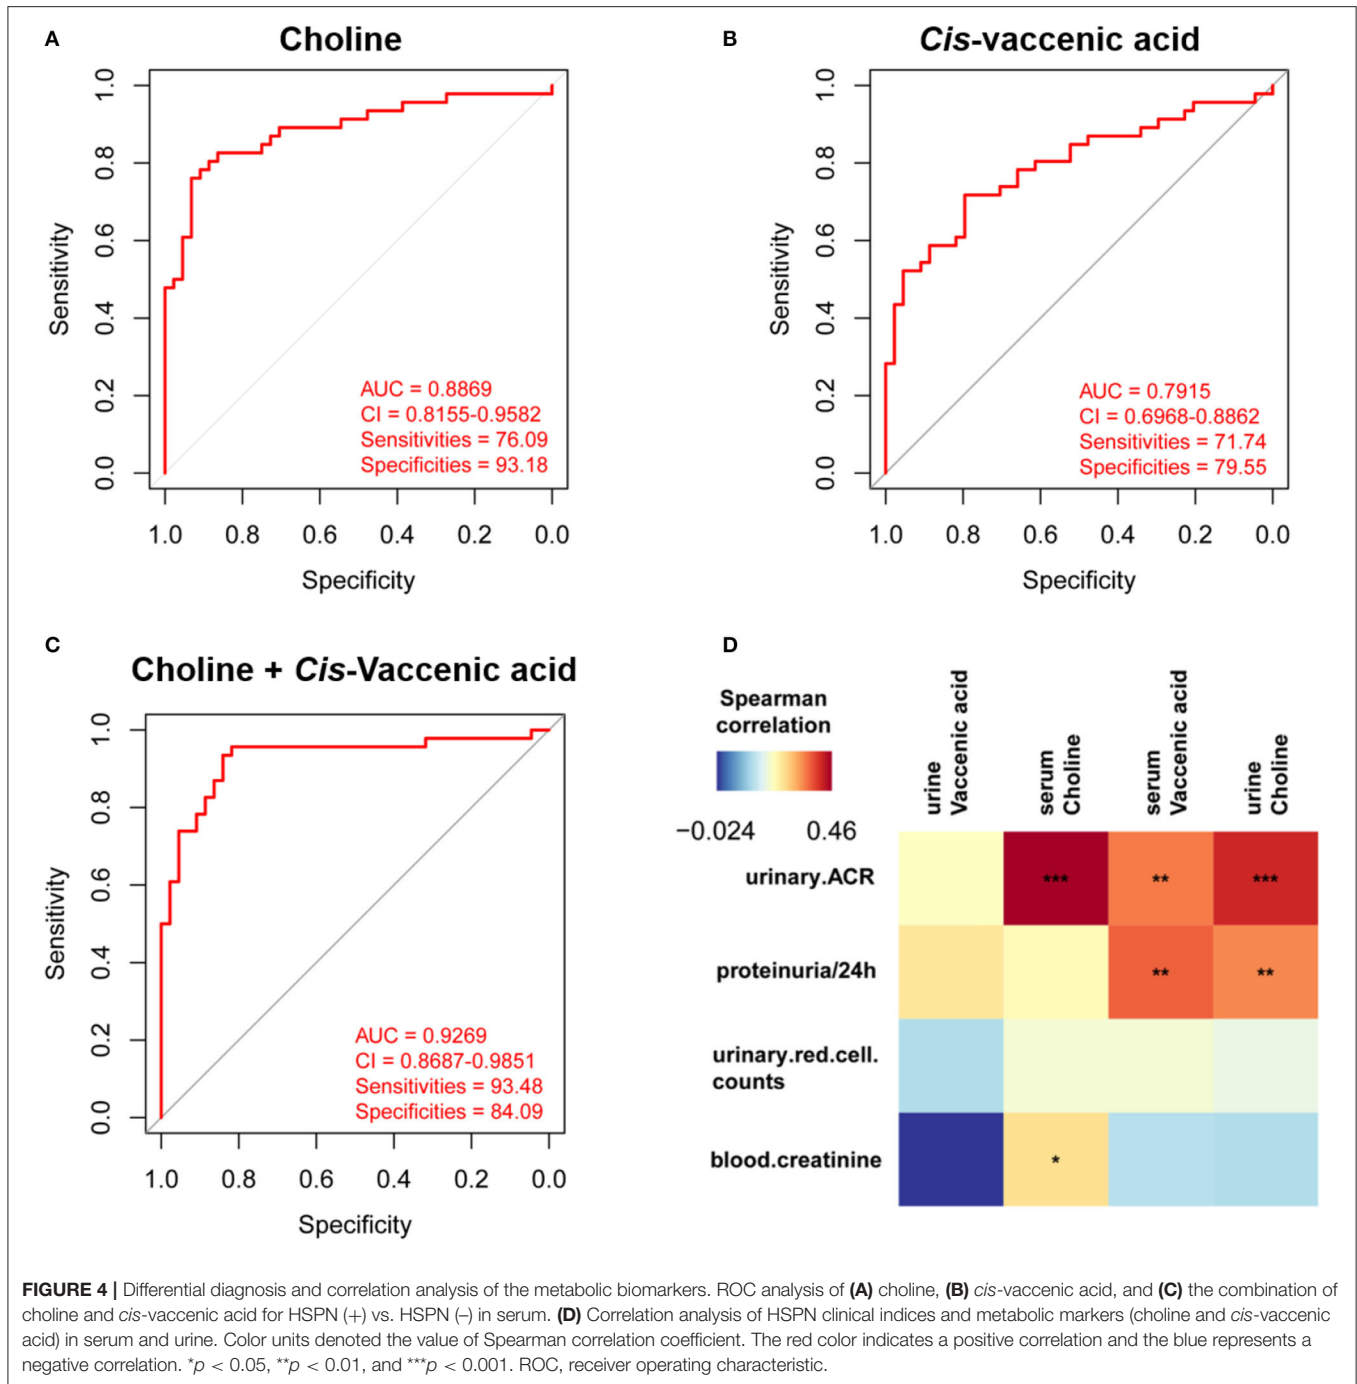 A
Choline
1.0
0.8
0.6
0.4
0.2
0.0
Sensitivity
AUC = 0.8869
CI = 0.8155-0.9582
Sensitivities = 76.09
Specificities = 93.18
1.0 0.8 0.6 0.4 0.2 0.0
Specificity
B
Cis-vaccenic acid
1.0
0.8
0.6
0.4
0.2
0.0
Sensitivity
AUC = 0.7915
CI = 0.6968-0.8862
Sensitivities = 71.74
Specificities = 79.55
1.0 0.8 0.6 0.4 0.2 0.0
Specificity
C
Choline + Cis-Vaccenic acid
1.0
0.8
0.6
0.4
0.2
0.0
Sensitivity
AUC = 0.9269
CI = 0.8687-0.9851
Sensitivities = 93.48
Specificities = 84.09
1.0 0.8 0.6 0.4 0.2 0.0
Specificity
D
Spearman
correlation
−0.024 0.46
urine
Vaccenic acid
serum
Choline
serum
Vaccenic acid
urine
Choline
urinary.ACR
*** ** ***
proteinuria/24h
** **
urinary.red.cell.
counts
blood.creatinine
*
FIGURE 4 | Differential diagnosis and correlation analysis of the metabolic biomarkers. ROC analysis of (A) choline, (B) cis-vaccenic acid, and (C) the combination of
choline and cis-vaccenic acid for HSPN (+) vs. HSPN (–) in serum. (D) Correlation analysis of HSPN clinical indices and metabolic markers (choline and cis-vaccenic
acid) in serum and urine. Color units denoted the value of Spearman correlation coefficient. The red color indicates a positive correlation and the blue represents a
negative correlation. *p < 0.05, **p < 0.01, and ***p < 0.001. ROC, receiver operating characteristic.